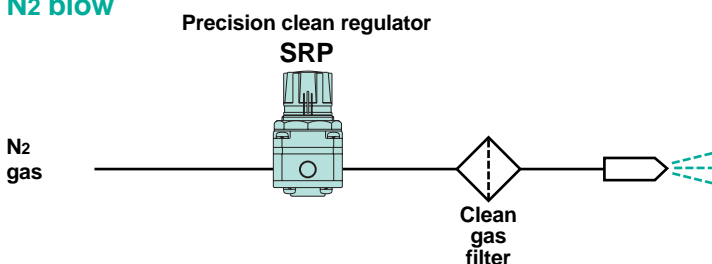 N2 blow
Precision clean regulator
SRP
N2
gas
Clean
gas
filter